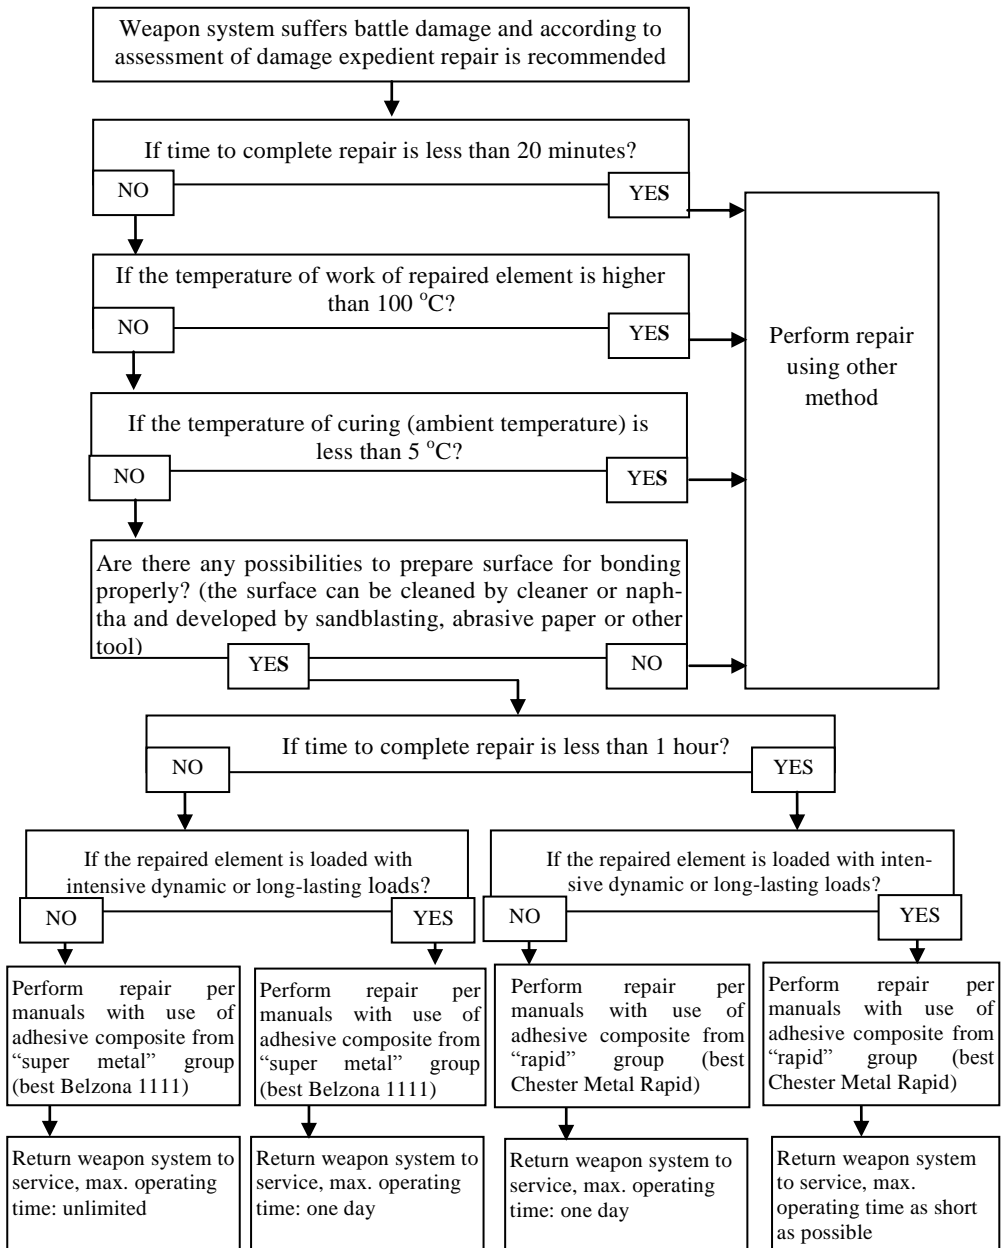 Weapon system suffers battle damage and according to
assessment of damage expedient repair is recommended
If time to complete repair is less than 20 minutes?
NO
YES
If the temperature of work of repaired element is higher
than 100 °C?
NO
YES
Perform repair
using other
method
If the temperature of curing (ambient temperature) is
less than 5 °C?
NO
YES
Are there any possibilities to prepare surface for bonding
properly? (the surface can be cleaned by cleaner or naph-
tha and developed by sandblasting, abrasive paper or other
tool)
YES
NO
If time to complete repair is less than 1 hour?
NO
YES
If the repaired element is loaded with
intensive dynamic or long-lasting loads?
NO
YES
If the repaired element is loaded with inten-
sive dynamic or long-lasting loads?
NO
YES
Perform repair per
manuals with use of
adhesive composite from
“super metal” group
(best Belzona 1111)
Perform repair per
manuals with use of
adhesive composite from
“super metal” group
(best Belzona 1111)
Perform repair per
manuals with use of
adhesive composite from
“rapid” group (best
Chester Metal Rapid)
Perform repair per
manuals with use of
adhesive composite from
“rapid” group (best
Chester Metal Rapid)
Return weapon system to
service, max. operating
time: unlimited
Return weapon system to
service, max. operating
time: one day
Return weapon system to
service, max. operating
time: one day
Return weapon system
to service, max.
operating time as short
as possible